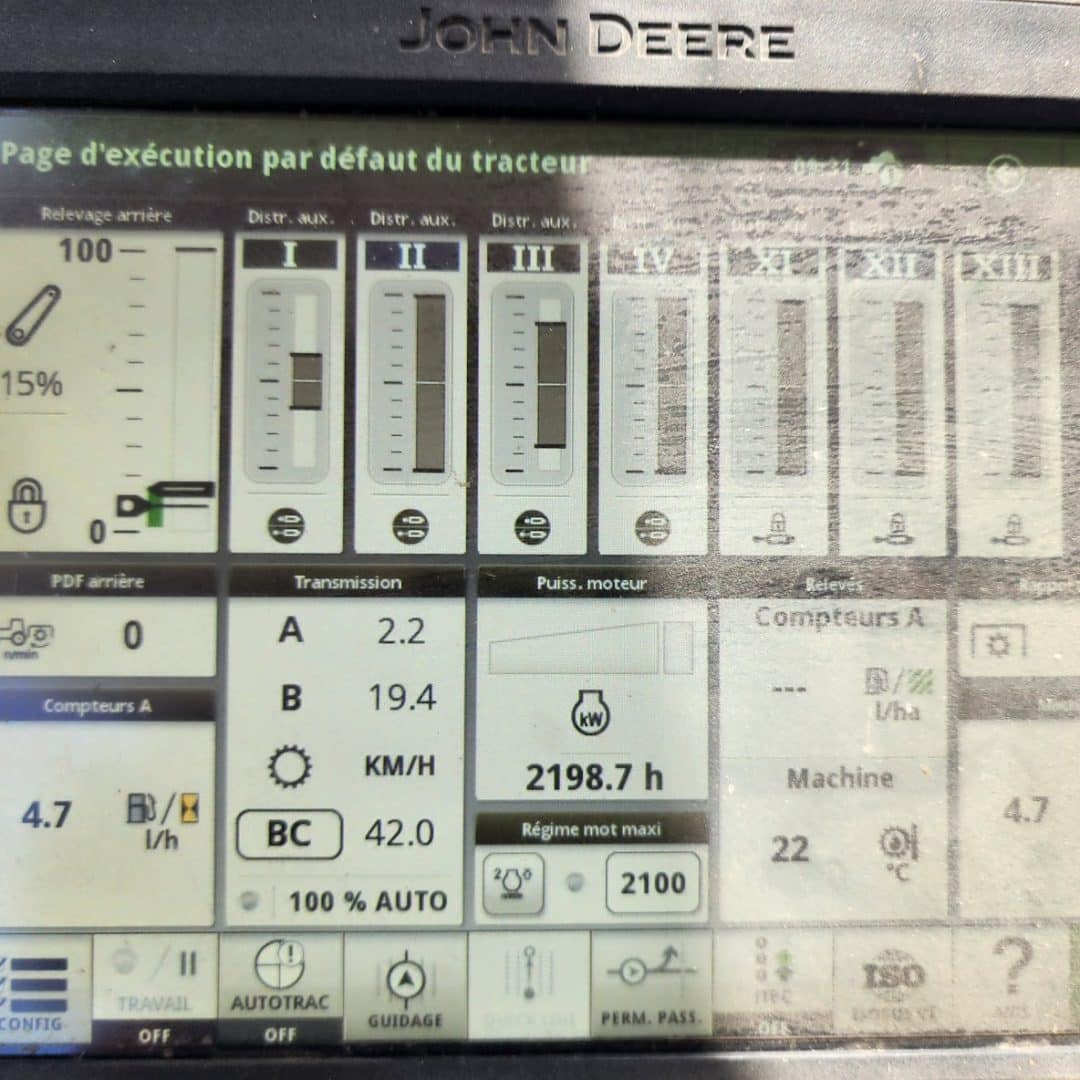 JOHN DEERE
Page d'exécution par défaut du tracteur
Relevage arrière
Distr. aux.
Distr. aux.
Distr. aux.
100
I
II
III
IV
XI
XII
XIII
15%
0
PDF arrière
Transmission
Puiss. moteur
Relevés
n/min
0
A
2.2
Compteurs A
---
l/ha
Compteurs A
B
19.4
kW
KM/H
2198.7 h
Machine
4.7
l/h
BC
42.0
Régime mot maxi
22
°C
4.7
100 % AUTO
2100
CONFIG
TRAVAIL
OFF
AUTOTRAC
OFF
GUIDAGE
PERM. PASS.
ISO
?